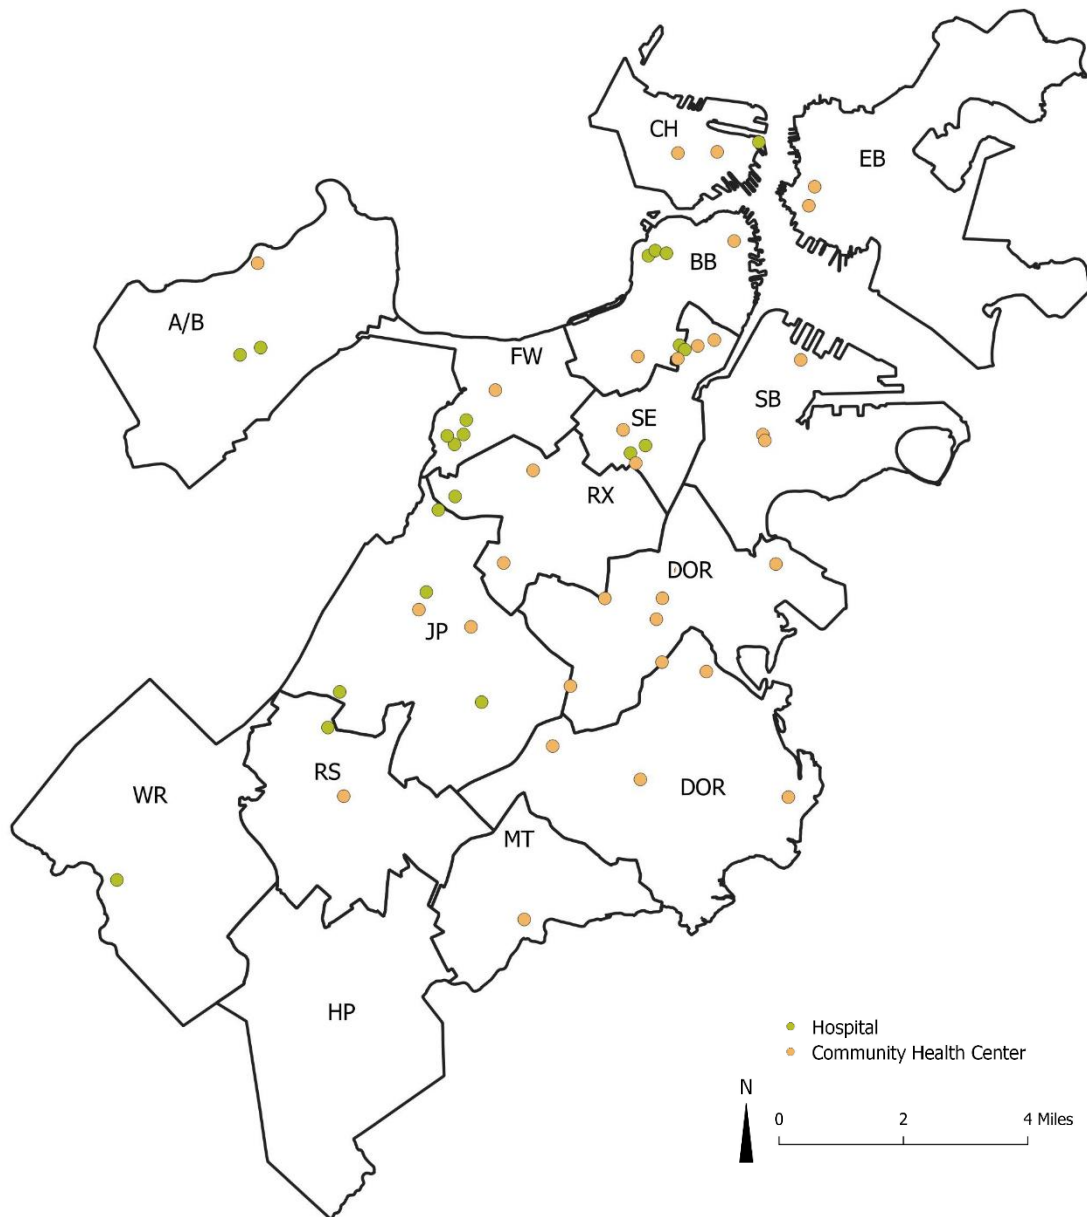 CH
EB
BB
A/B
FW
SB
SE
RX
DOR
JP
RS
WR
DOR
MT
HP
Hospital
Community Health Center
N
0 2 4 Miles